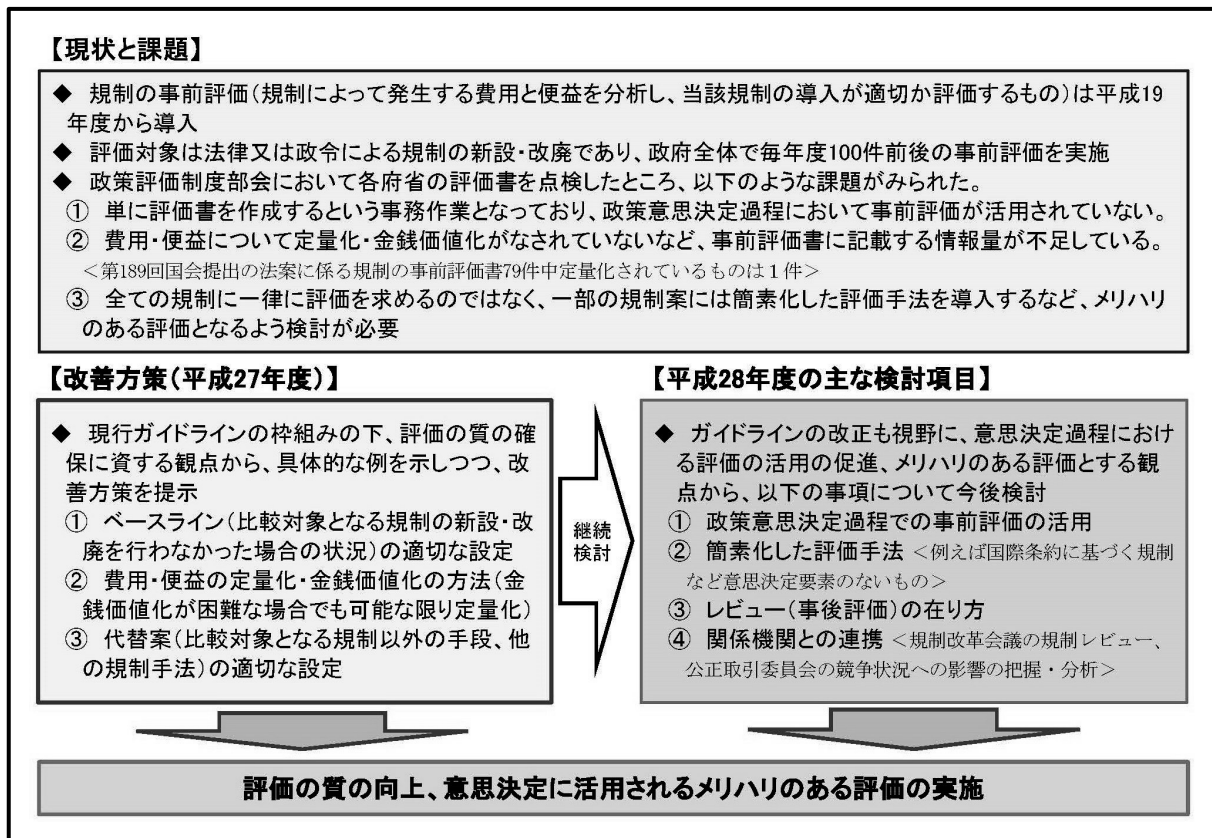 【現状と課題】
◆ 規制の事前評価(規制によって発生する費用と便益を分析し、当該規制の導入が適切か評価するもの)は平成19
年度から導入
◆ 評価対象は法律又は政令による規制の新設・改廃であり、政府全体で毎年度100件前後の事前評価を実施
◆ 政策評価制度部会において各府省の評価書を点検したところ、以下のような課題がみられた。
① 単に評価書を作成するという事務作業となっており、政策意思決定過程において事前評価が活用されていない。
② 費用・便益について定量化・金銭価値化がなされていないなど、事前評価書に記載する情報量が不足している。
＜第189回国会提出の法案に係る規制の事前評価書79件中定量化されているものは１件＞
③ 全ての規制に一律に評価を求めるのではなく、一部の規制案には簡素化した評価手法を導入するなど、メリハリ
のある評価となるよう検討が必要
【改善方策(平成27年度)】
◆ 現行ガイドラインの枠組みの下、評価の質の確
保に資する観点から、具体的な例を示しつつ、改
善方策を提示
① ベースライン(比較対象となる規制の新設・改
廃を行わなかった場合の状況)の適切な設定
② 費用・便益の定量化・金銭価値化の方法(金
銭価値化が困難な場合でも可能な限り定量化)
③ 代替案(比較対象となる規制以外の手段、他
の規制手法)の適切な設定
継続
検討
【平成28年度の主な検討項目】
◆ ガイドラインの改正も視野に、意思決定過程におけ
る評価の活用の促進、メリハリのある評価とする観
点から、以下の事項について今後検討
① 政策意思決定過程での事前評価の活用
② 簡素化した評価手法 ＜例えば国際条約に基づく規制
など意思決定要素のないもの＞
③ レビュー(事後評価)の在り方
④ 関係機関との連携 ＜規制改革会議の規制レビュー、
公正取引委員会の競争状況への影響の把握・分析＞
評価の質の向上、意思決定に活用されるメリハリのある評価の実施